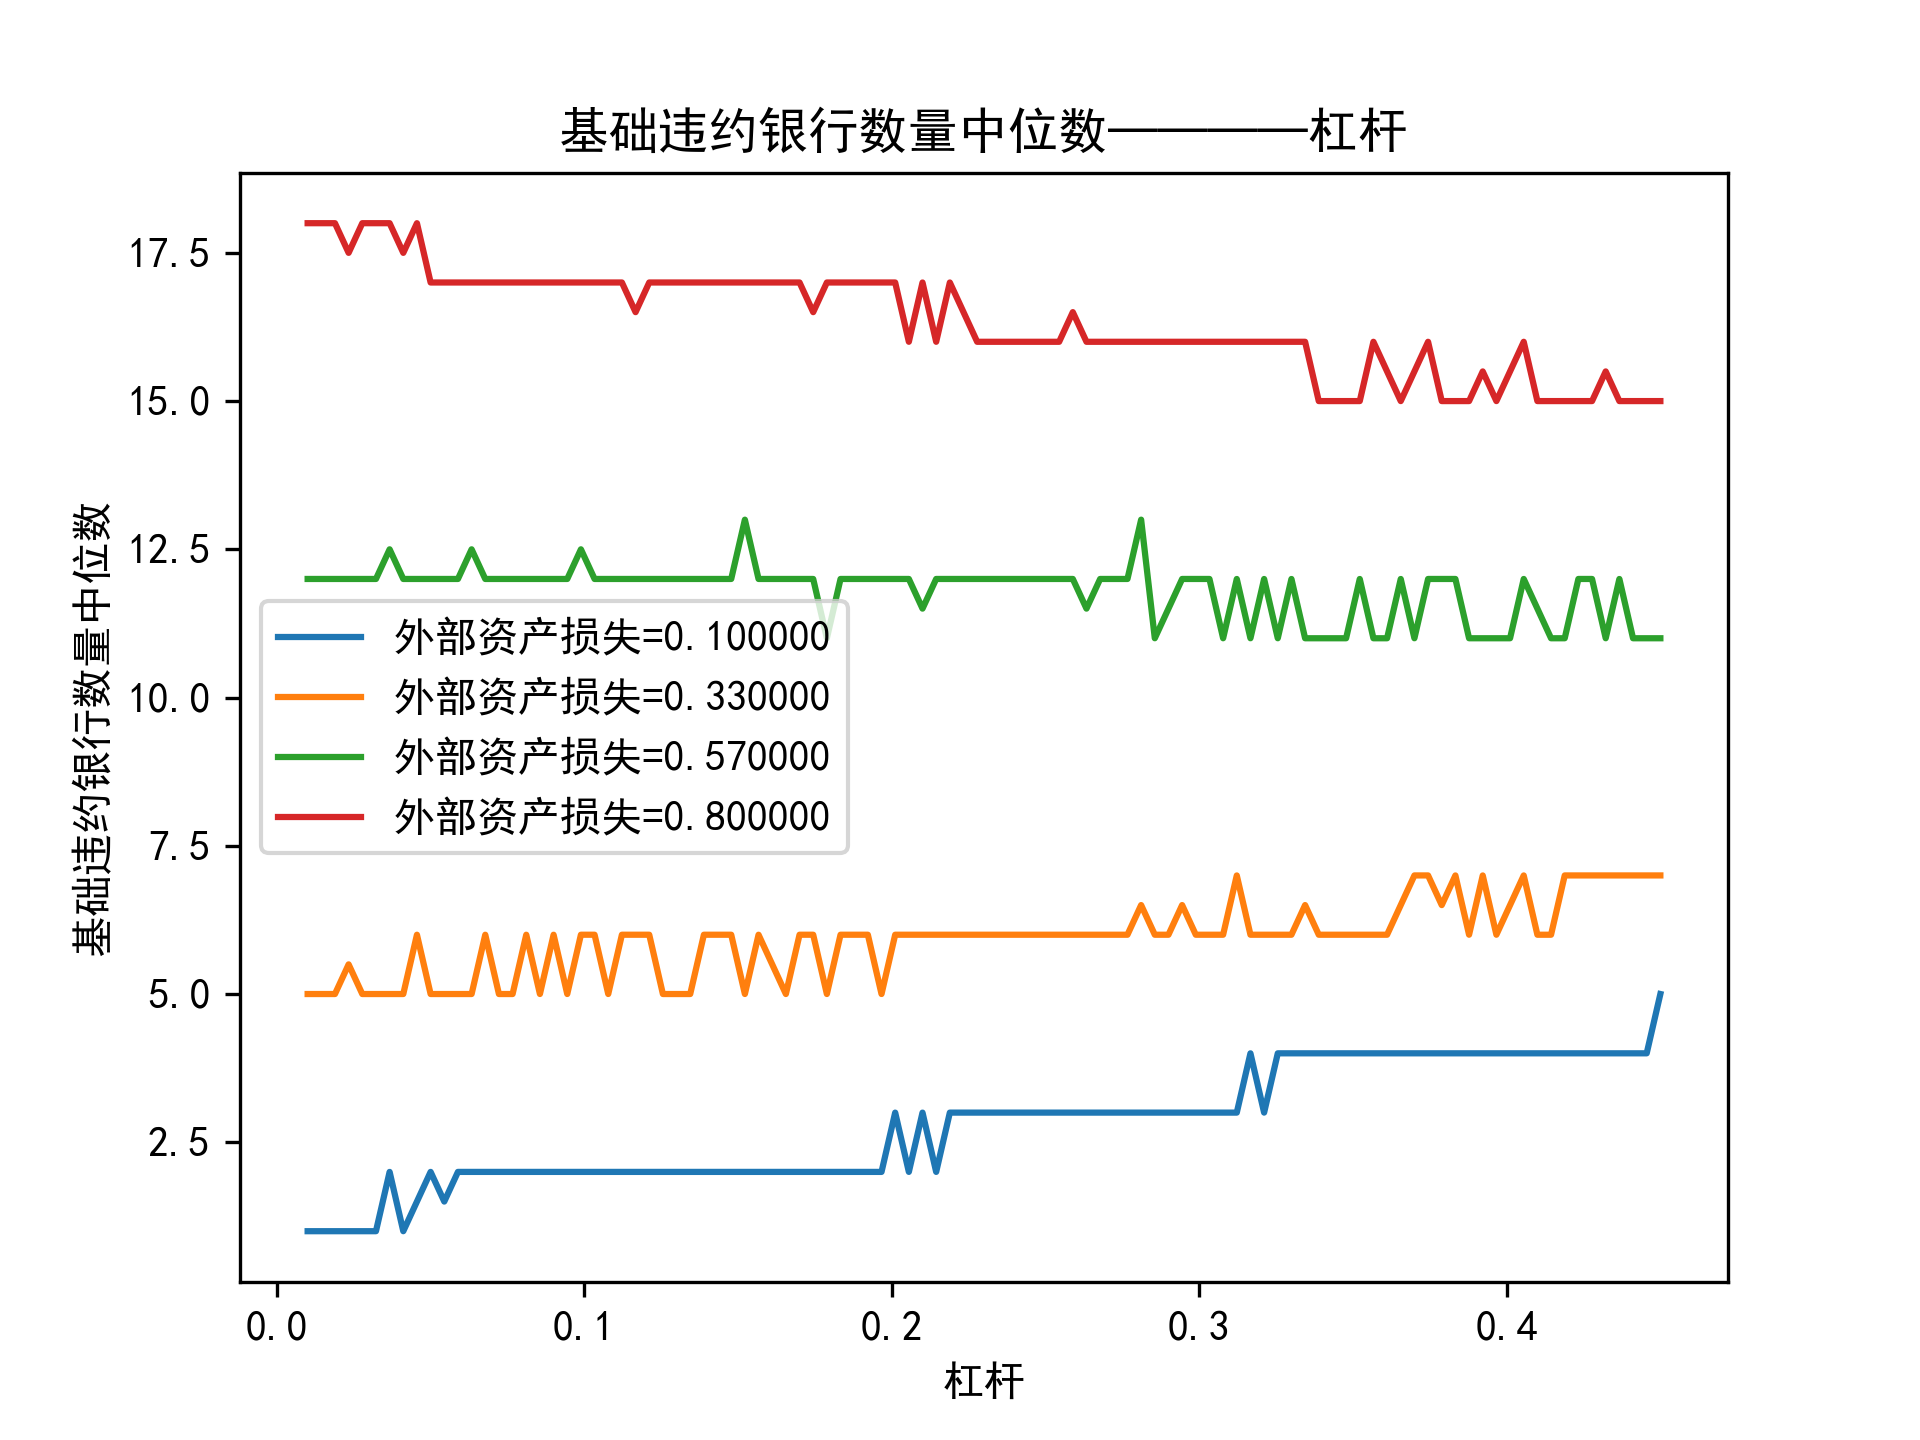 基础违约银行数量中位数————杠杆
17.5
15.0
12.5
10.0
7.5
5.0
2.5
基础违约银行数量中位数
外部资产损失=0.100000
外部资产损失=0.330000
外部资产损失=0.570000
外部资产损失=0.800000
0.0 0.1 0.2 0.3 0.4
杠杆